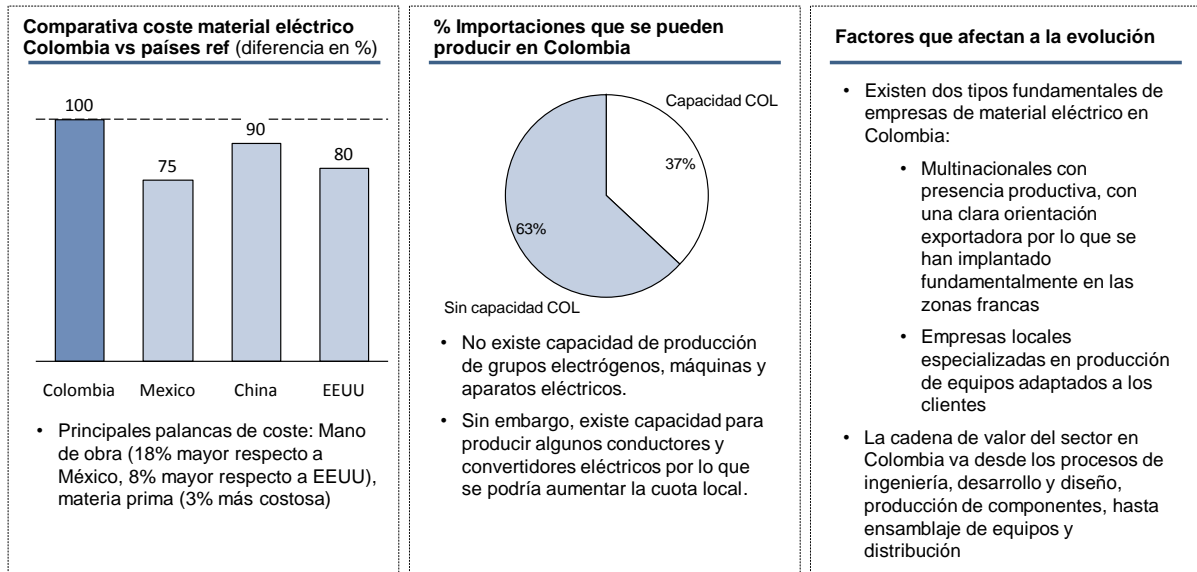 Comparativa coste material eléctrico
Colombia vs países ref (diferencia en %)
100
75
90
80
Colombia
Mexico
China
EEUU
• Principales palancas de coste: Mano
de obra (18% mayor respecto a
México, 8% mayor respecto a EEUU),
materia prima (3% más costosa)
% Importaciones que se pueden
producir en Colombia
Capacidad COL
37%
63%
Sin capacidad COL
• No existe capacidad de producción
de grupos electrógenos, máquinas y
aparatos eléctricos.
• Sin embargo, existe capacidad para
producir algunos conductores y
convertidores eléctricos por lo que
se podría aumentar la cuota local.
Factores que afectan a la evolución
• Existen dos tipos fundamentales de
empresas de material eléctrico en
Colombia:
• Multinacionales con
presencia productiva, con
una clara orientación
exportadora por lo que se
han implantado
fundamentalmente en las
zonas francas
• Empresas locales
especializadas en producción
de equipos adaptados a los
clientes
• La cadena de valor del sector en
Colombia va desde los procesos de
ingeniería, desarrollo y diseño,
producción de componentes, hasta
ensamblaje de equipos y
distribución